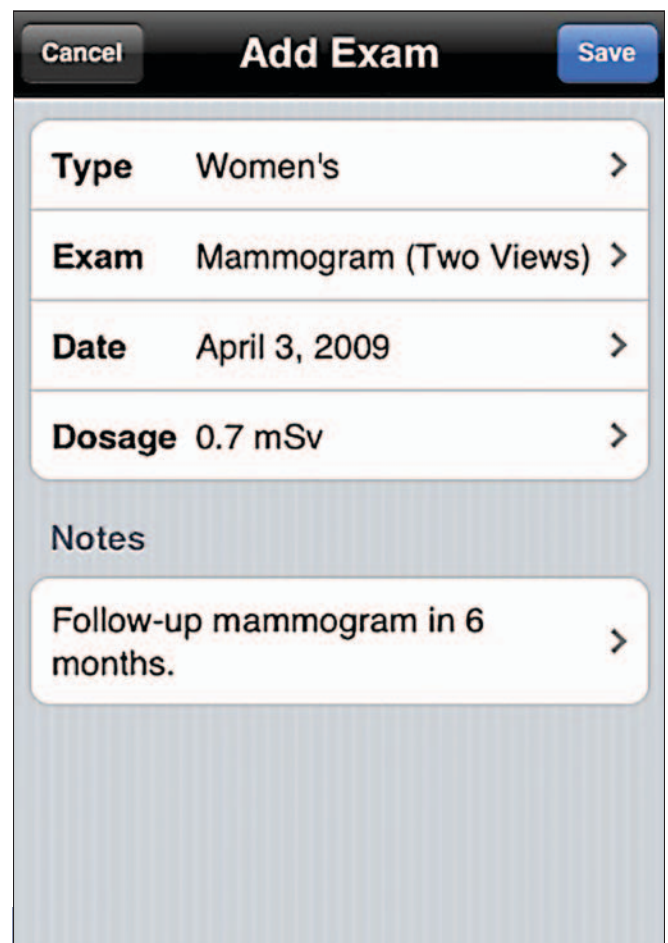 Cancel Add Exam Save
Type Women's
Exam Mammogram (Two Views)
Date April 3, 2009
Dosage 0.7 mSv
Notes
Follow-up mammogram in 6
months.